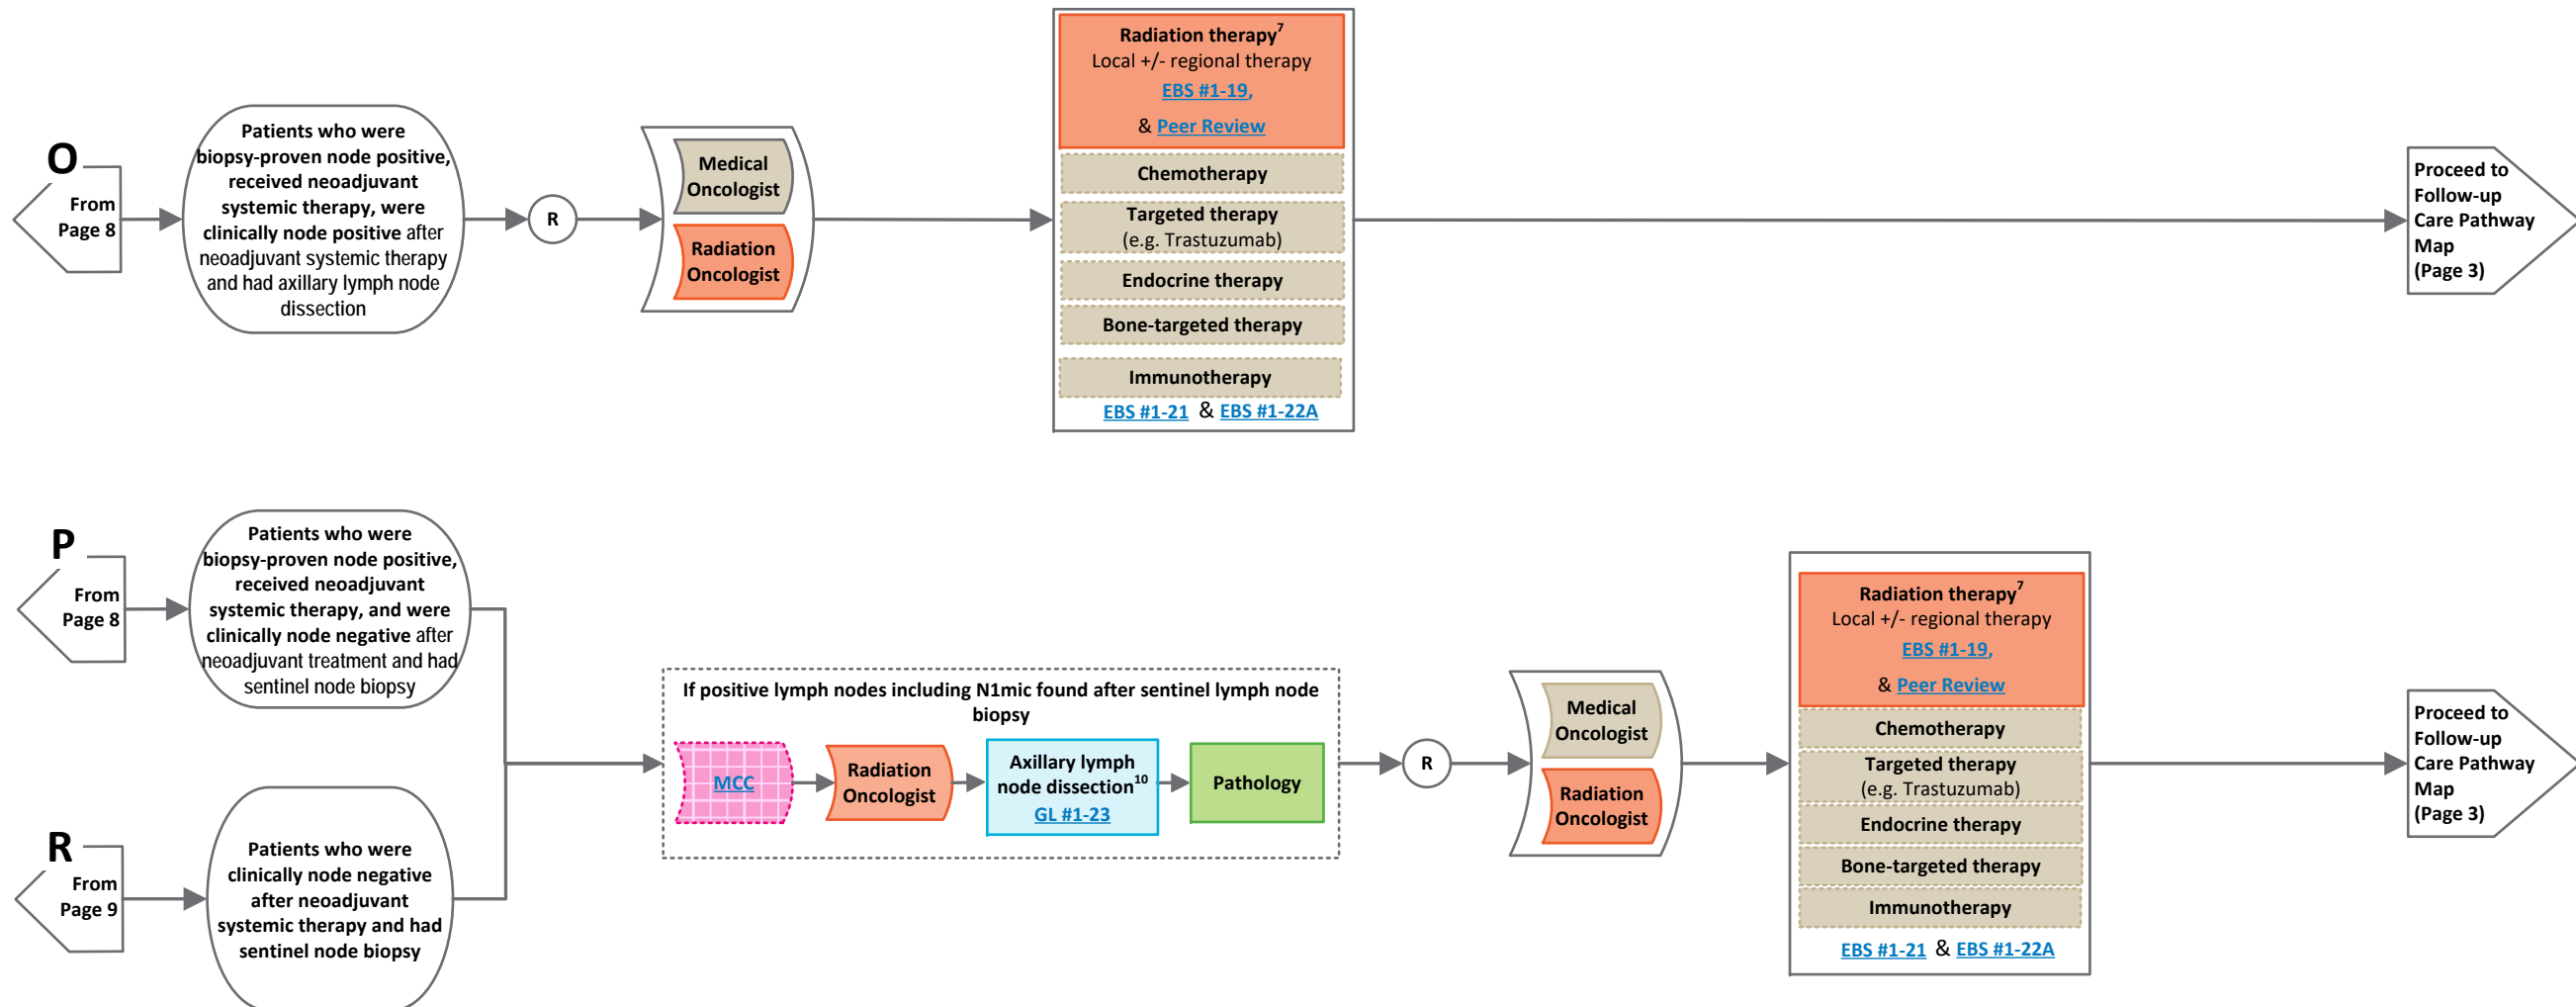 O
From
Page 8
Patients who were
biopsy-proven node positive,
received neoadjuvant
systemic therapy, were
clinically node positive after
neoadjuvant systemic therapy
and had axillary lymph node
dissection
R
Medical
Oncologist
Radiation
Oncologist
Radiation therapy7
Local +/- regional therapy
EBS #1-19,
& Peer Review
Chemotherapy
Targeted therapy
(e.g. Trastuzumab)
Endocrine therapy
Bone-targeted therapy
Immunotherapy
EBS #1-21 & EBS #1-22A
Proceed to
Follow-up
Care Pathway
Map
(Page 3)
P
From
Page 8
Patients who were
biopsy-proven node positive,
received neoadjuvant
systemic therapy, and were
clinically node negative after
neoadjuvant treatment and had
sentinel node biopsy
R
From
Page 9
Patients who were
clinically node negative
after neoadjuvant
systemic therapy and had
sentinel node biopsy
If positive lymph nodes including N1mic found after sentinel lymph node
biopsy
MCC
Radiation
Oncologist
Axillary lymph
node dissection10
GL #1-23
Pathology
R
Medical
Oncologist
Radiation
Oncologist
Radiation therapy7
Local +/- regional therapy
EBS #1-19,
& Peer Review
Chemotherapy
Targeted therapy
(e.g. Trastuzumab)
Endocrine therapy
Bone-targeted therapy
Immunotherapy
EBS #1-21 & EBS #1-22A
Proceed to
Follow-up
Care Pathway
Map
(Page 3)